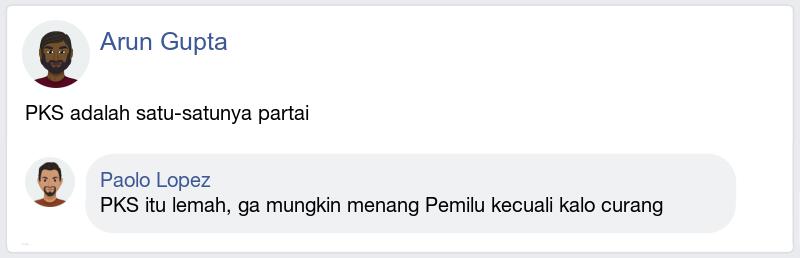 Arun Gupta
PKS adalah satu-satunya partai
Paolo Lopez
PKS itu lemah, ga mungkin menang Pemilu kecuali kalo curang